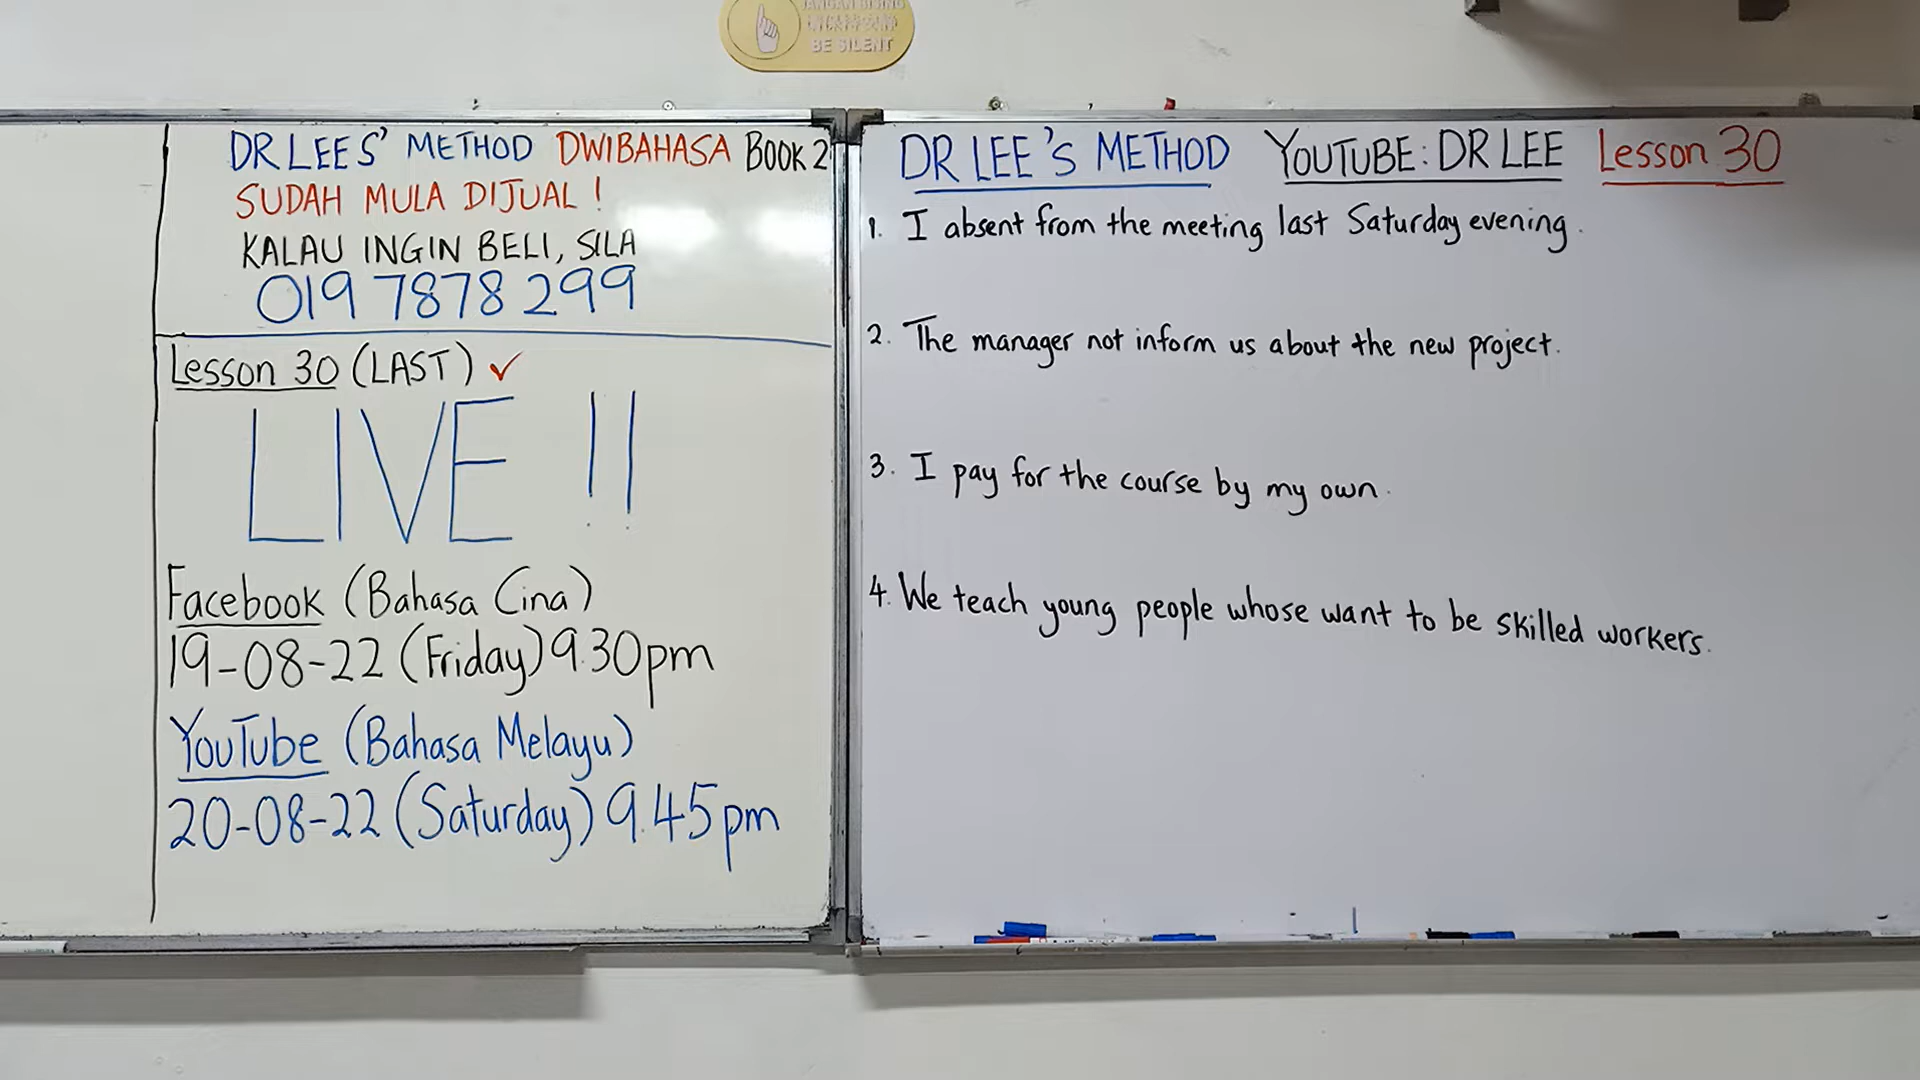 JANGAN BISING
BE SILENT
DR LEES' METHOD DWIBAHASA BOOK 2
SUDAH MULA DIJUAL !
KALAU INGIN BELI, SILA
019 7878 299
Lesson 30 (LAST) ✓
LIVE !!
Facebook (Bahasa Cina)
19-08-22 (Friday) 9.30pm
YouTube (Bahasa Melayu)
20-08-22 (Saturday) 9.45pm
DR LEE'S METHOD YOUTUBE: DR LEE Lesson 30
1. I absent from the meeting last Saturday evening.
2. The manager not inform us about the new project.
3. I pay for the course by my own.
4. We teach young people whose want to be skilled workers.